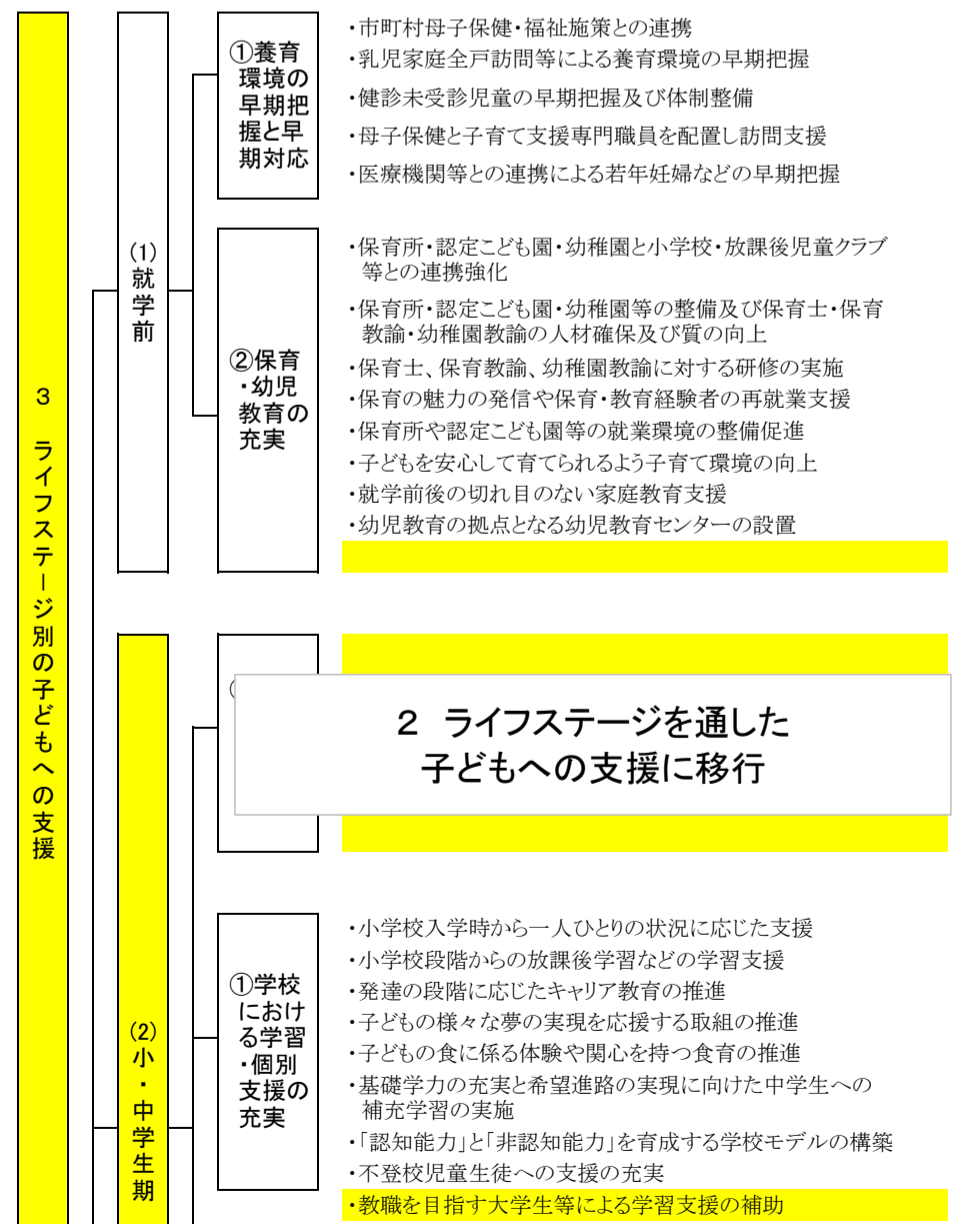 3 ライフステージ別の子どもへの支援
(1)就学前
①養育
環境の
早期把
握と早
期対応
・市町村母子保健・福祉施策との連携
・乳児家庭全戸訪問等による養育環境の早期把握
・健診未受診児童の早期把握及び体制整備
・母子保健と子育て支援専門職員を配置し訪問支援
・医療機関等との連携による若年妊婦などの早期把握
②保育
・幼児
教育の
充実
・保育所・認定こども園・幼稚園と小学校・放課後児童クラブ
等との連携強化
・保育所・認定こども園・幼稚園等の整備及び保育士・保育
教諭・幼稚園教諭の人材確保及び質の向上
・保育士、保育教諭、幼稚園教諭に対する研修の実施
・保育の魅力の発信や保育・教育経験者の再就業支援
・保育所や認定こども園等の就業環境の整備促進
・子どもを安心して育てられるよう子育て環境の向上
・就学前後の切れ目のない家庭教育支援
・幼児教育の拠点となる幼児教育センターの設置
2 ライフステージを通した
子どもへの支援に移行
(2)小・中学生期
①学校
におけ
る学習
・個別
支援の
充実
・小学校入学時から一人ひとりの状況に応じた支援
・小学校段階からの放課後学習などの学習支援
・発達の段階に応じたキャリア教育の推進
・子どもの様々な夢の実現を応援する取組の推進
・子どもの食に係る体験や関心を持つ食育の推進
・基礎学力の充実と希望進路の実現に向けた中学生への
補充学習の実施
・「認知能力」と「非認知能力」を育成する学校モデルの構築
・不登校児童生徒への支援の充実
・教職を目指す大学生等による学習支援の補助